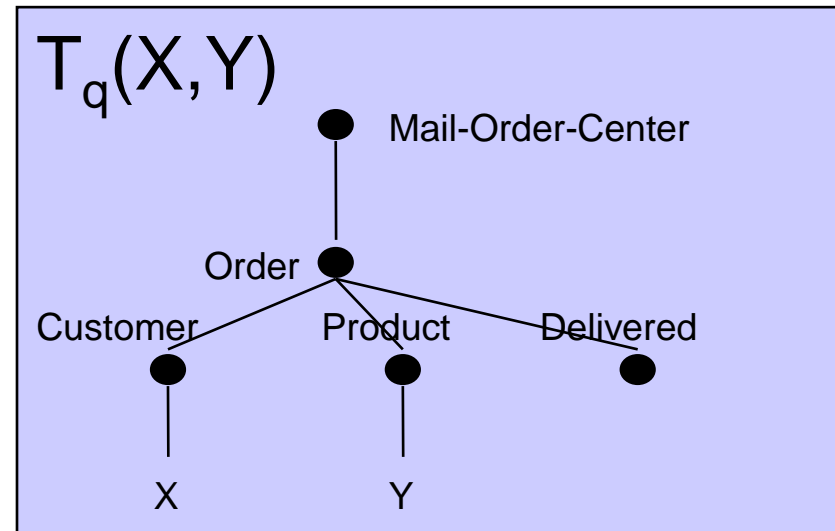 Tq(X,Y)
Mail-Order-Center
Order
Customer Product Delivered
X Y